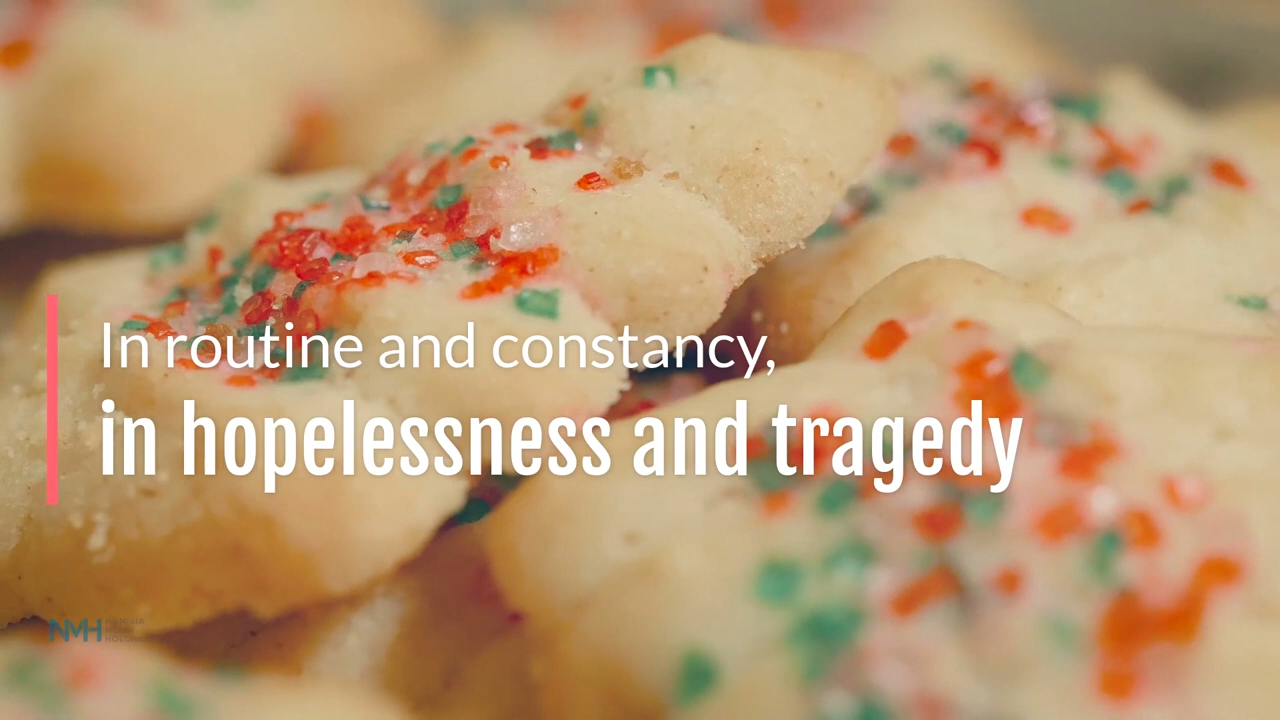 In routine and constancy,
in hopelessness and tragedy
NMH